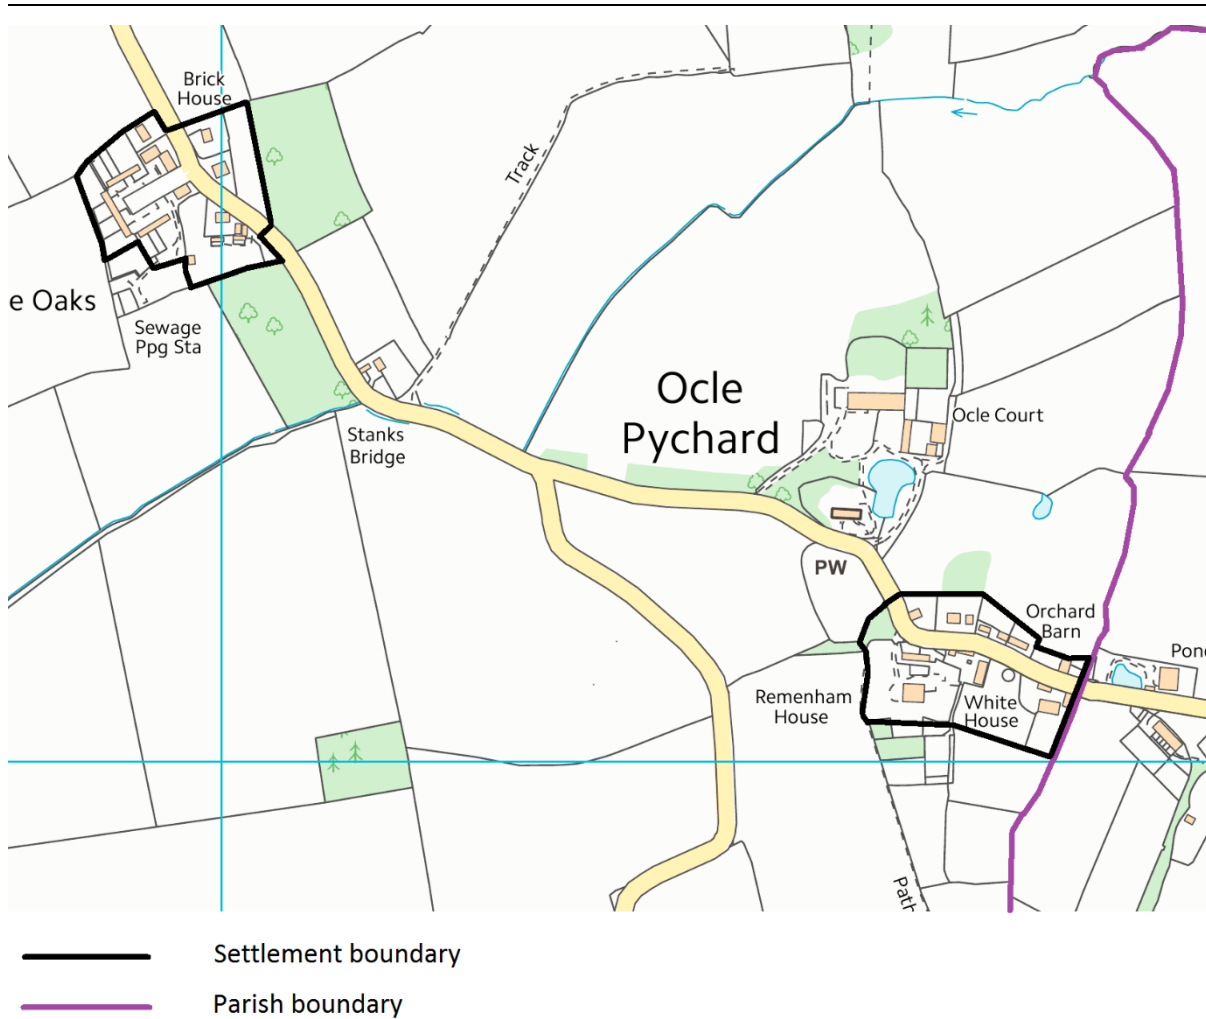 Brick
House
Track
e Oaks
Sewage
Ppg Sta
Stanks
Bridge
Ocle
Pychard
Ocle Court
PW
Orchard
Barn
Pond
Remenham
House
White
House
Path
Settlement boundary
Parish boundary